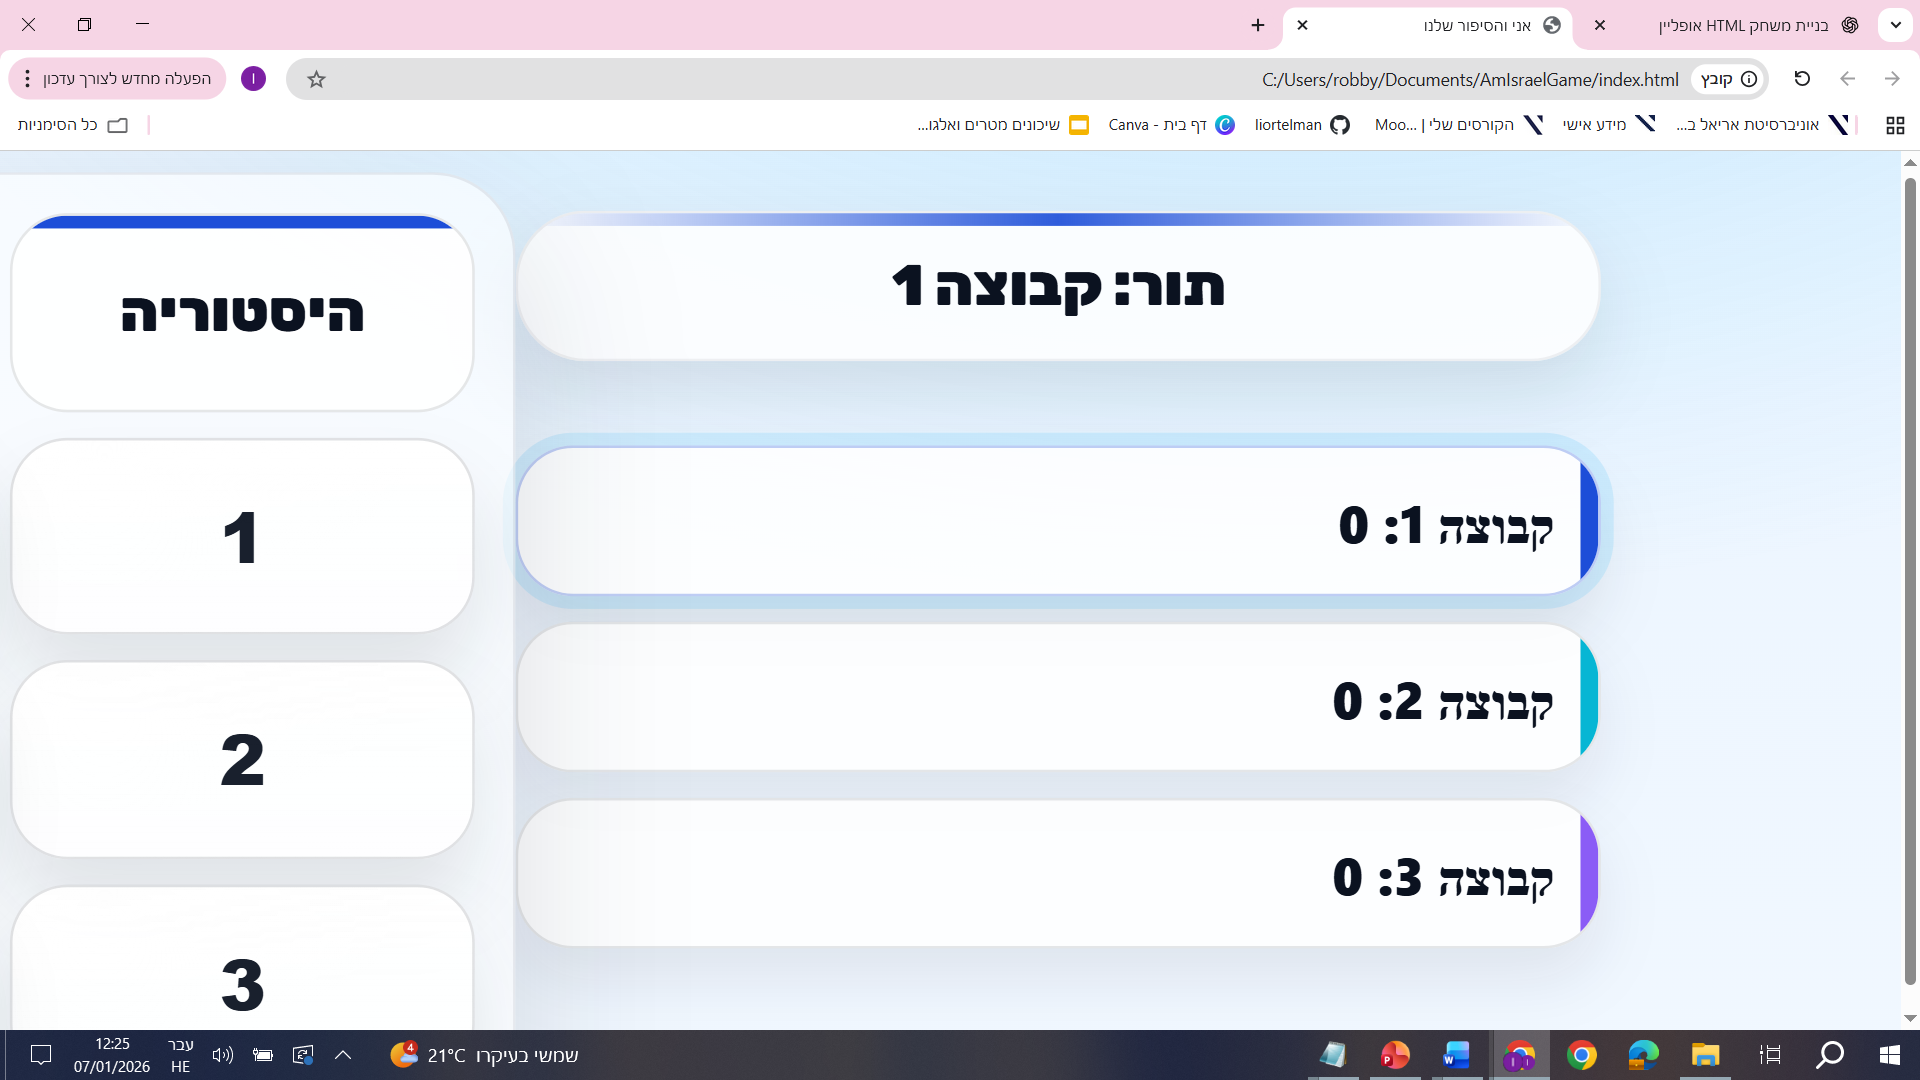 בניית משחק HTML אופליין
אני והסיפור שלנו
קובץ
C:/Users/robby/Documents/AmIsraelGame/index.html
הפעלה מחדש לצורך עדכון
אוניברסיטת אריאל ב...
מידע אישי
הקורסים שלי | Moo...
liortelman
דף בית - Canva
שיכונים מטרים ואלגו...
כל הסימניות
תור: קבוצה 1
קבוצה 1: 0
קבוצה 2: 0
קבוצה 3: 0
היסטוריה
1
2
3
שמשי בעיקרו 21°C
4
עבר
HE
12:25
07/01/2026